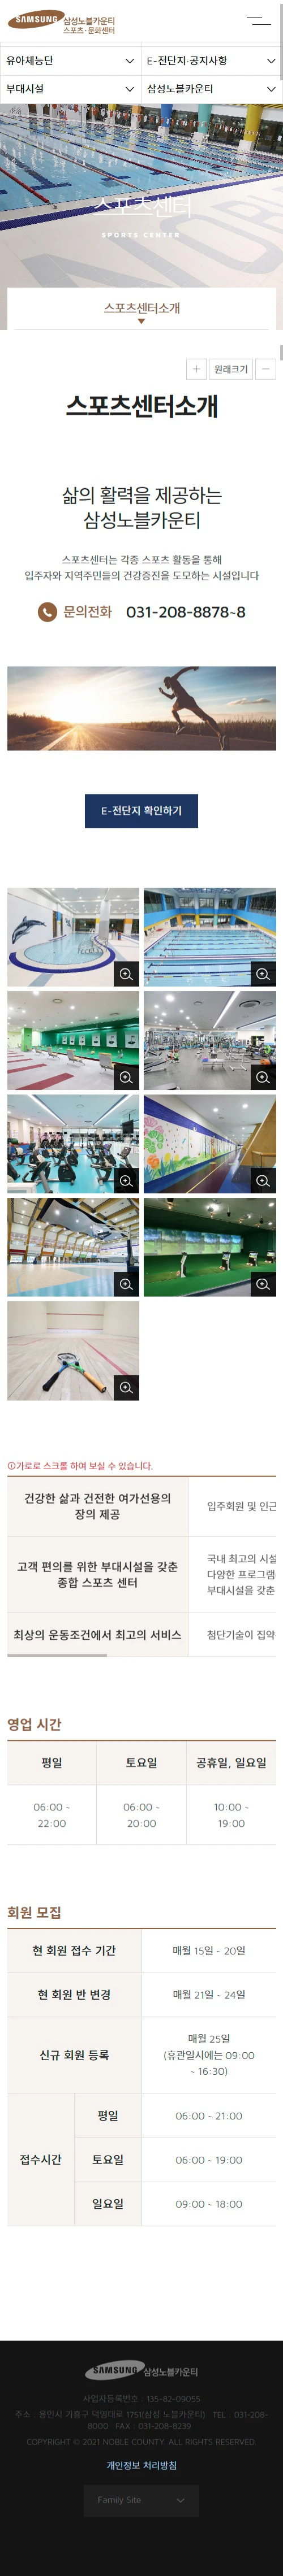 SAMSUNG 삼성노블카운티
스포츠·문화센터
유아체능단
E-전단지·공지사항
부대시설
삼성노블카운티
스포츠센터
SPORTS CENTER
스포츠센터소개
+ 원래크기 −
스포츠센터소개
삶의 활력을 제공하는
삼성노블카운티
스포츠센터는 각종 스포츠 활동을 통해
입주자와 지역주민들의 건강증진을 도모하는 시설입니다
문의전화 031-208-8878~8
E-전단지 확인하기
가로로 스크롤 하여 보실 수 있습니다.
건강한 삶과 건전한 여가선용의
장의 제공
입주회원 및 인근
고객 편의를 위한 부대시설을 갖춘
종합 스포츠 센터
국내 최고의 시설
다양한 프로그램
부대시설을 갖춘
최상의 운동조건에서 최고의 서비스
첨단기술이 집약
영업 시간
평일
토요일
공휴일, 일요일
06:00 ~
22:00
06:00 ~
20:00
10:00 ~
19:00
회원 모집
현 회원 접수 기간
매월 15일 ~ 20일
현 회원 반 변경
매월 21일 ~ 24일
신규 회원 등록
매월 25일
(휴관일시에는 09:00
~ 16:30)
접수시간
평일
06:00 ~ 21:00
토요일
06:00 ~ 19:00
일요일
09:00 ~ 18:00
SAMSUNG 삼성노블카운티
사업자등록번호 : 135-82-09055
주소 : 용인시 기흥구 덕영대로 1751(삼성 노블카운티) TEL : 031-208-
8000 FAX : 031-208-8239
COPYRIGHT © 2021 NOBLE COUNTY. ALL RIGHTS RESERVED.
개인정보 처리방침
Family Site